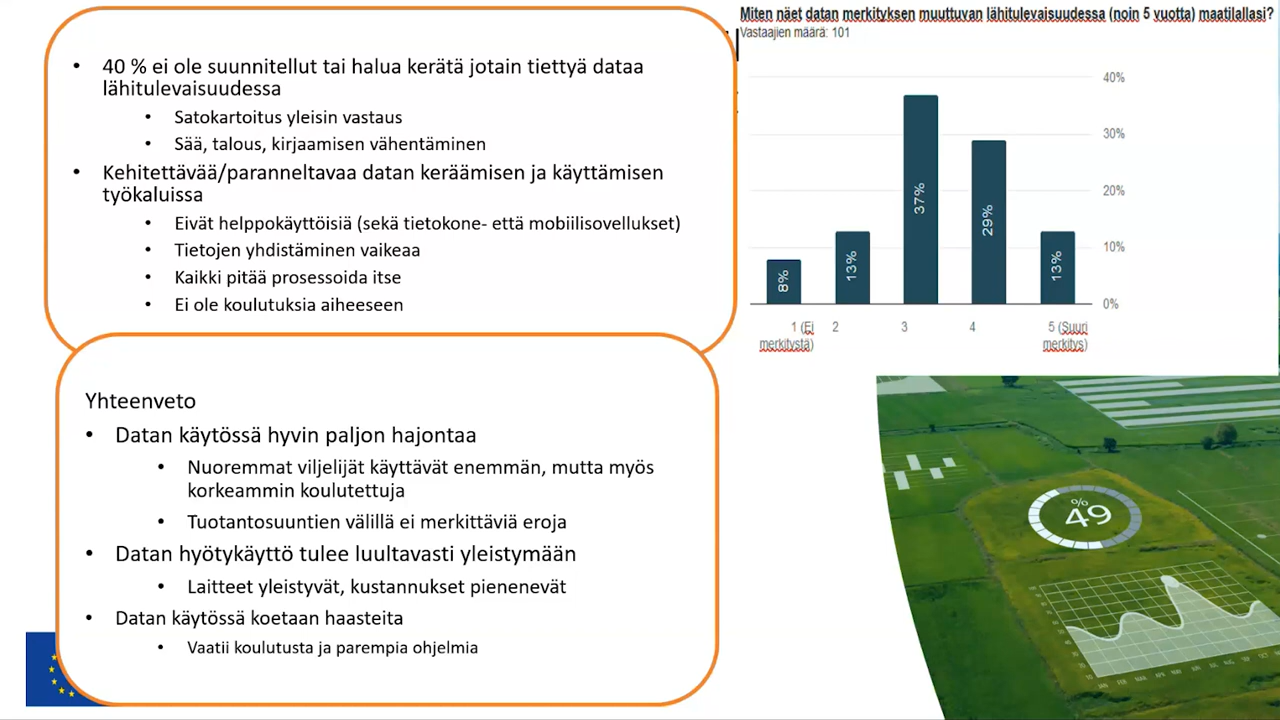 • 40 % ei ole suunnitellut tai halua kerätä jotain tiettyä dataa
lähitulevaisuudessa
• Satokartoitus yleisin vastaus
• Sää, talous, kirjaamisen vähentäminen
• Kehitettävää/paranneltavaa datan keräämisen ja käyttämisen
työkaluissa
• Eivät helppokäyttöisiä (sekä tietokone- että mobiilisovellukset)
• Tietojen yhdistäminen vaikeaa
• Kaikki pitää prosessoida itse
• Ei ole koulutuksia aiheeseen
Yhteenveto
• Datan käytössä hyvin paljon hajontaa
• Nuoremmat viljelijät käyttävät enemmän, mutta myös
korkeammin koulutettuja
• Tuotantosuuntien välillä ei merkittäviä eroja
• Datan hyötykäyttö tulee luultavasti yleistymään
• Laitteet yleistyvät, kustannukset pienenevät
• Datan käytössä koetaan haasteita
• Vaatii koulutusta ja parempia ohjelmia
Miten näet datan merkityksen muuttuvan lähitulevaisuudessa (noin 5 vuotta) maatilallasi?
Vastaajien määrä: 101
40%
30%
20%
10%
0%
8%
13%
37%
29%
13%
1 (Ei
merkitystä)
2
3
4
5 (Suuri
merkitys)
%
49